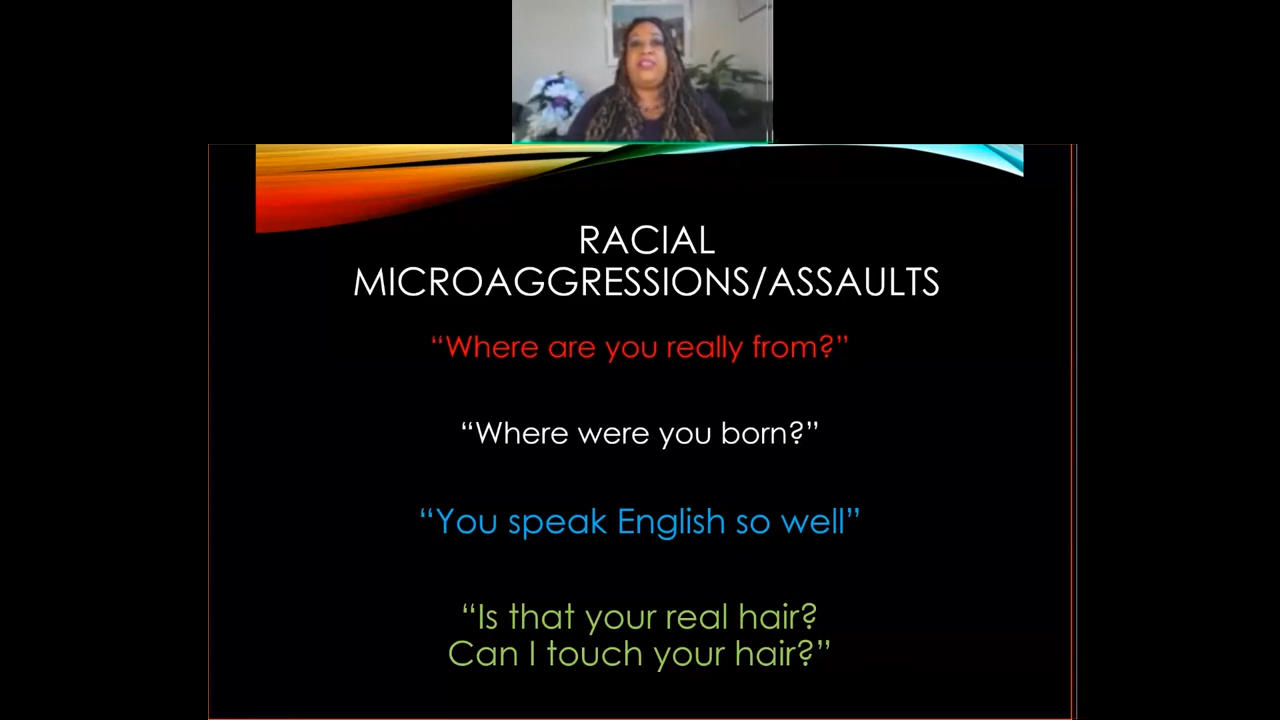 RACIAL
MICROAGGRESSIONS/ASSAULTS
“Where are you really from?”
“Where were you born?”
“You speak English so well”
“Is that your real hair?
Can I touch your hair?”